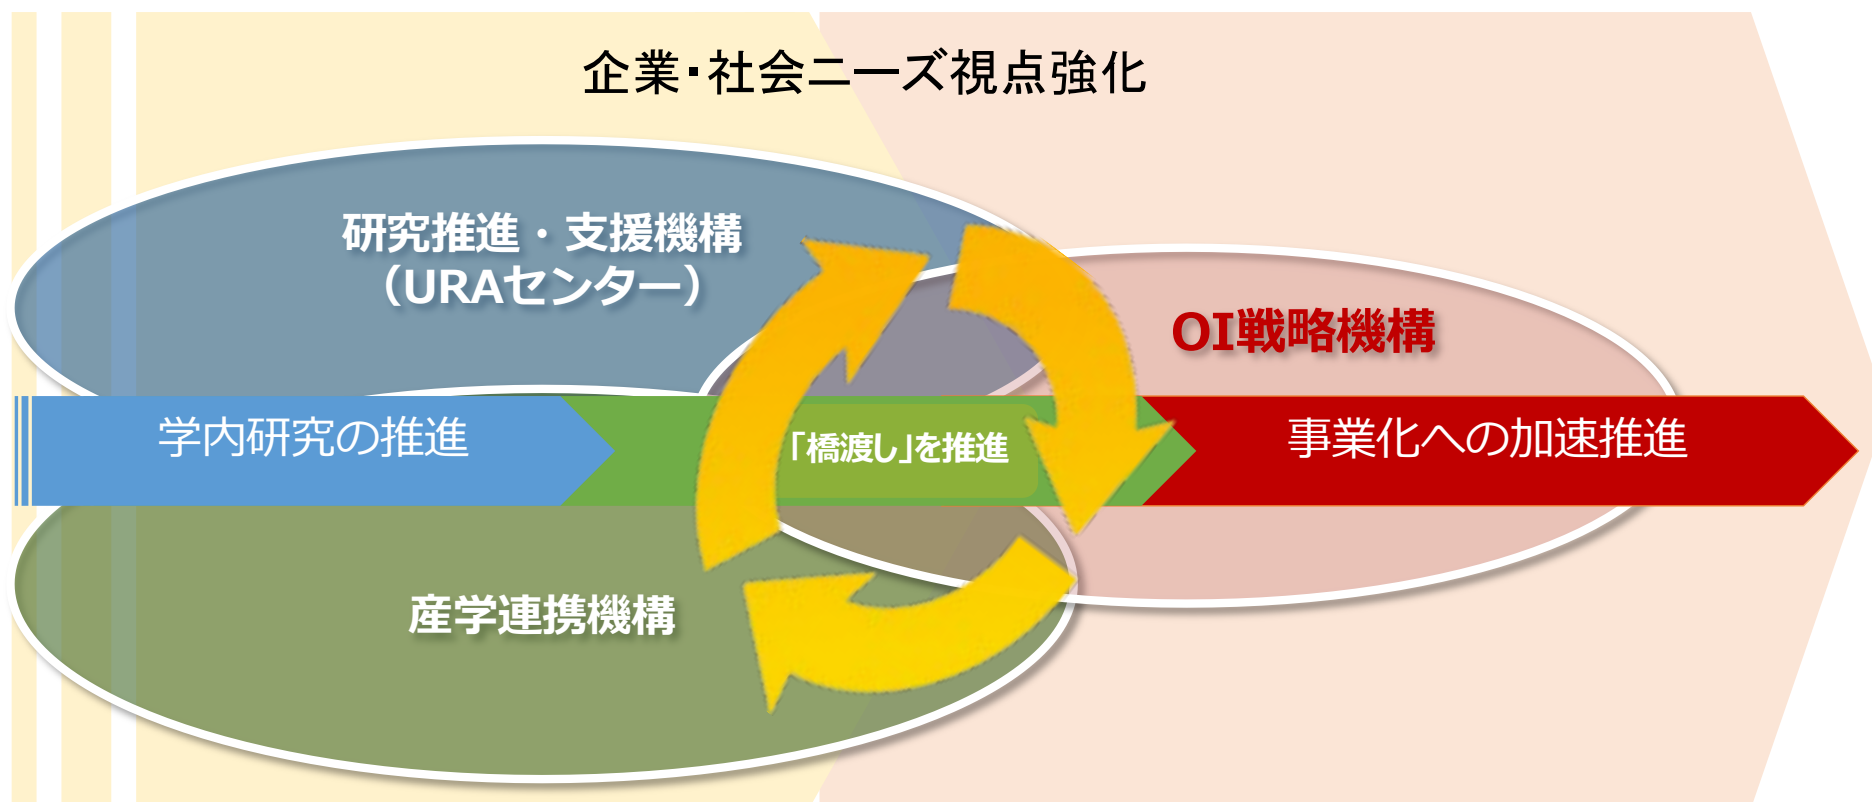 企業・社会ニーズ視点強化
研究推進・支援機構
（URAセンター）
OI戦略機構
学内研究の推進
「橋渡し」を推進
事業化への加速推進
産学連携機構